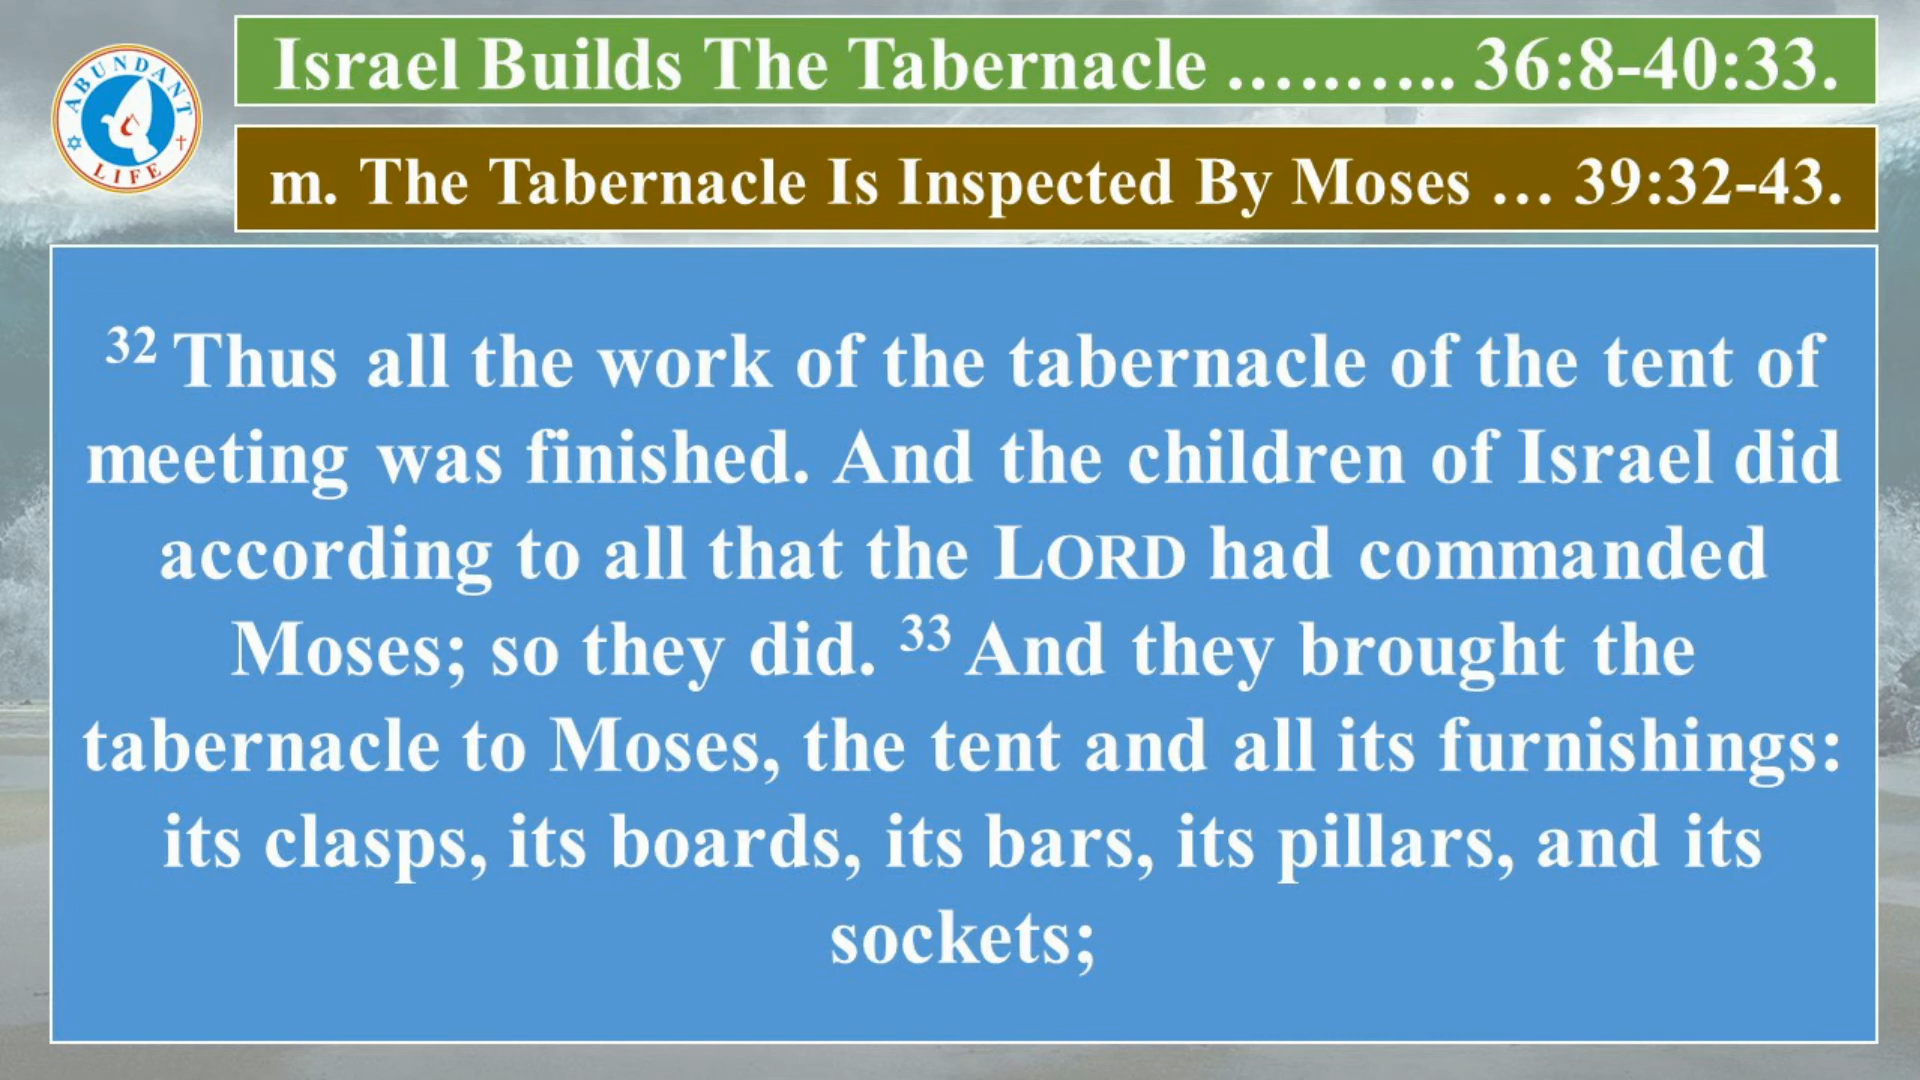 ABUNDANT
LIFE
Israel Builds The Tabernacle ……….. 36:8-40:33.
m. The Tabernacle Is Inspected By Moses … 39:32-43.
32 Thus all the work of the tabernacle of the tent of
meeting was finished. And the children of Israel did
according to all that the LORD had commanded
Moses; so they did. 33 And they brought the
tabernacle to Moses, the tent and all its furnishings:
its clasps, its boards, its bars, its pillars, and its
sockets;